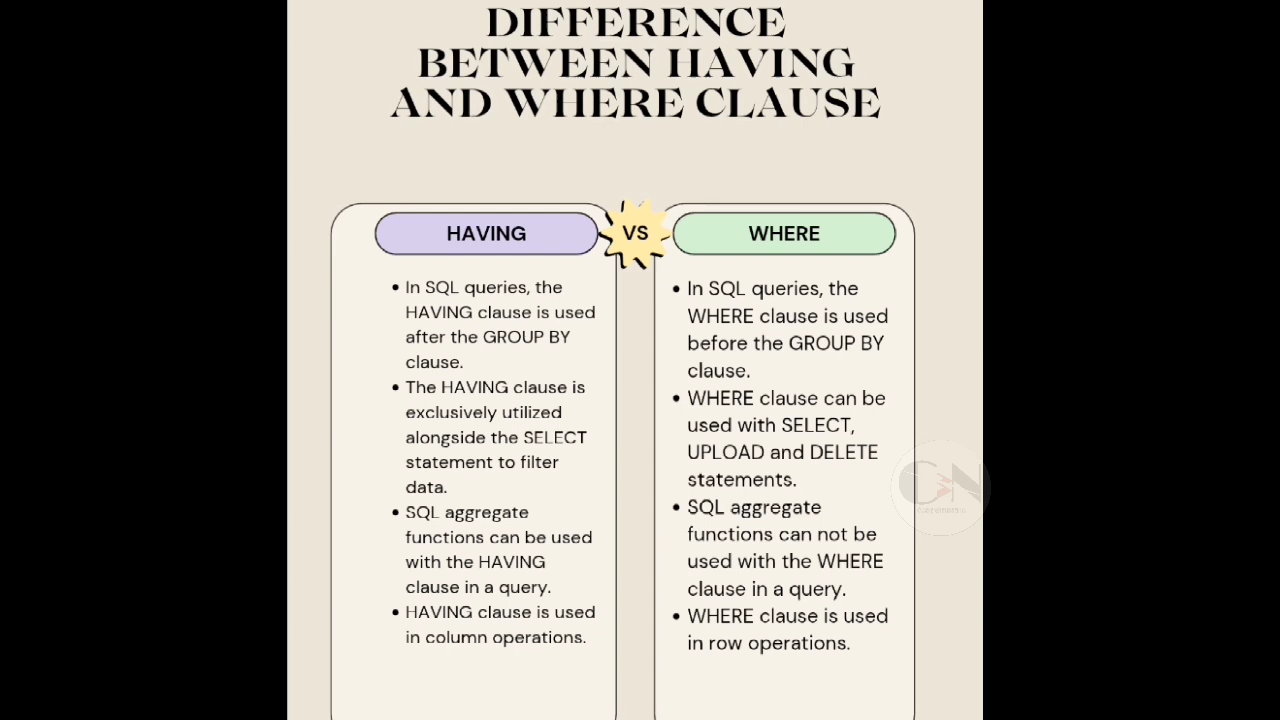 DIFFERENCE
BETWEEN HAVING
AND WHERE CLAUSE
HAVING
VS
WHERE
• In SQL queries, the
HAVING clause is used
after the GROUP BY
clause.
• The HAVING clause is
exclusively utilized
alongside the SELECT
statement to filter
data.
• SQL aggregate
functions can be used
with the HAVING
clause in a query.
• HAVING clause is used
in column operations.
• In SQL queries, the
WHERE clause is used
before the GROUP BY
clause.
• WHERE clause can be
used with SELECT,
UPLOAD and DELETE
statements.
• SQL aggregate
functions can not be
used with the WHERE
clause in a query.
• WHERE clause is used
in row operations.